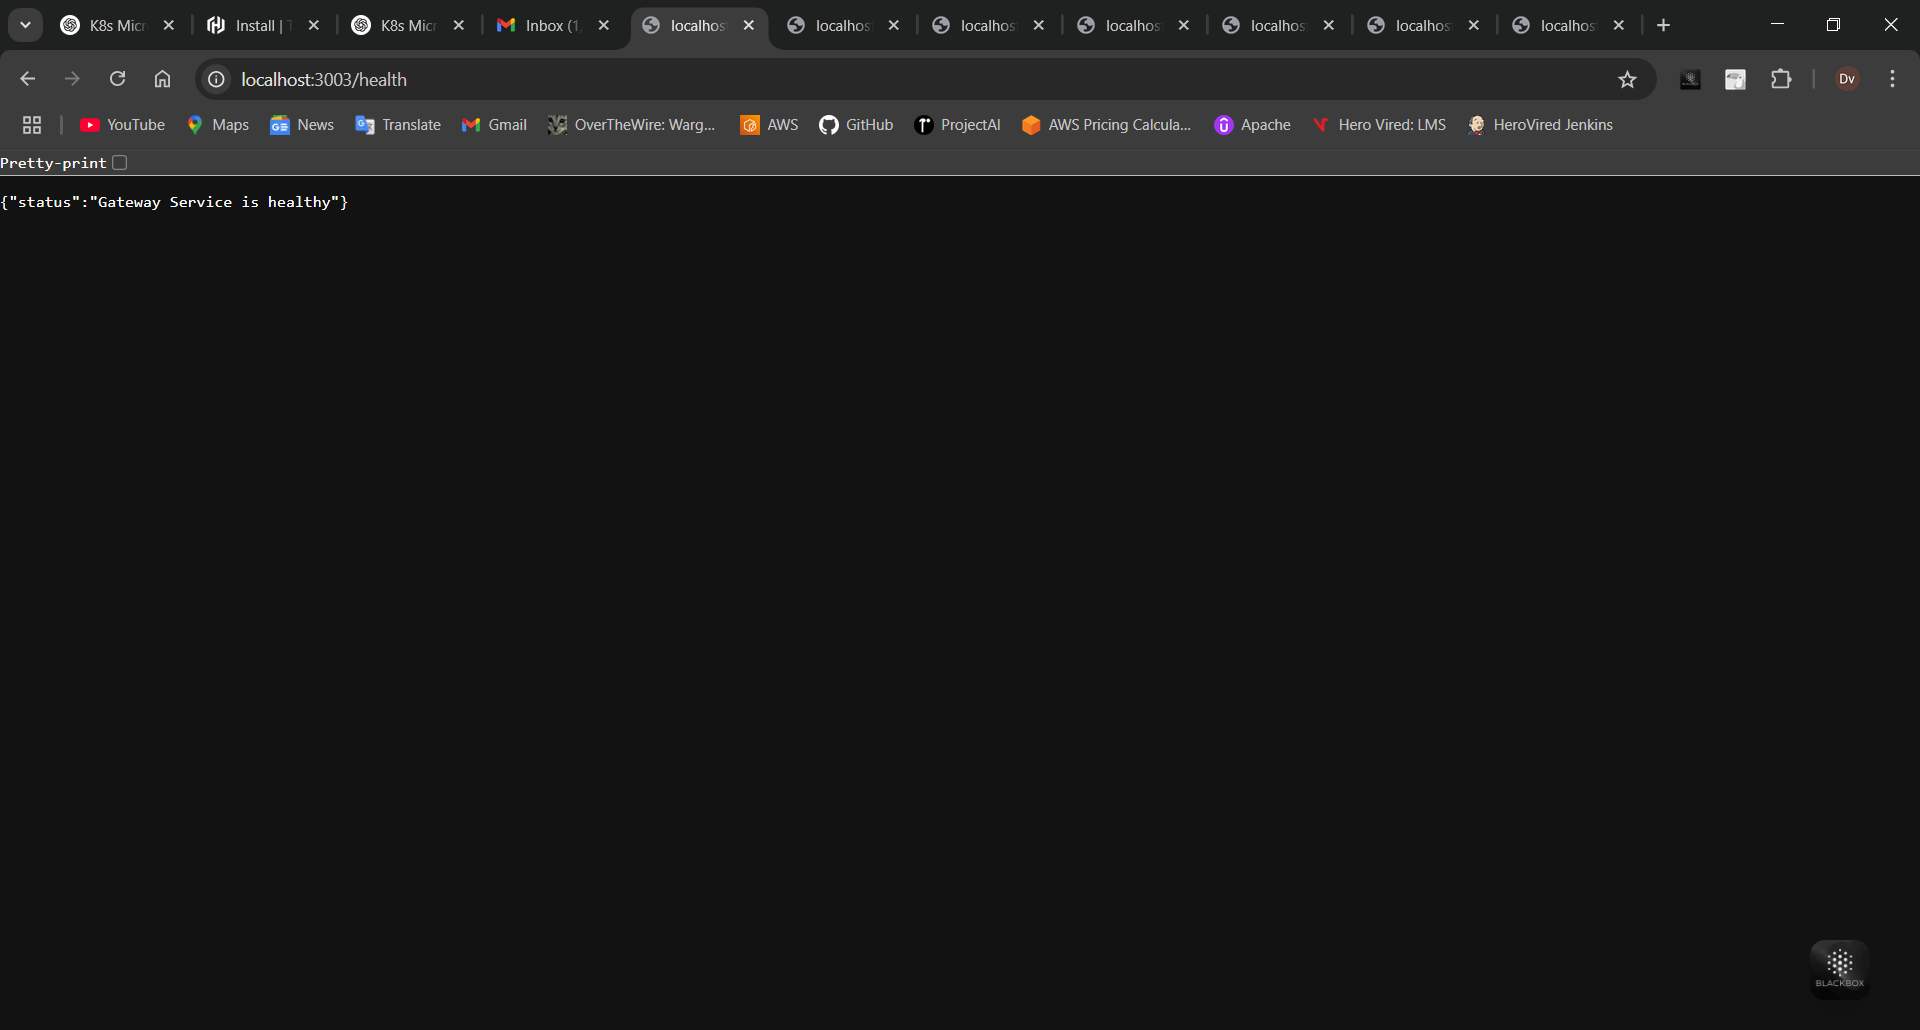 K8s Micr
Install | T
K8s Micr
Inbox (1,
localhos
localhos
localhos
localhos
localhos
localhos
localhos
localhost:3003/health
Dv
YouTube
Maps
News
Translate
Gmail
OverTheWire: Warg...
AWS
GitHub
ProjectAI
AWS Pricing Calcula...
Apache
Hero Vired: LMS
HeroVired Jenkins
Pretty-print
{"status":"Gateway Service is healthy"}
BLACKBOX